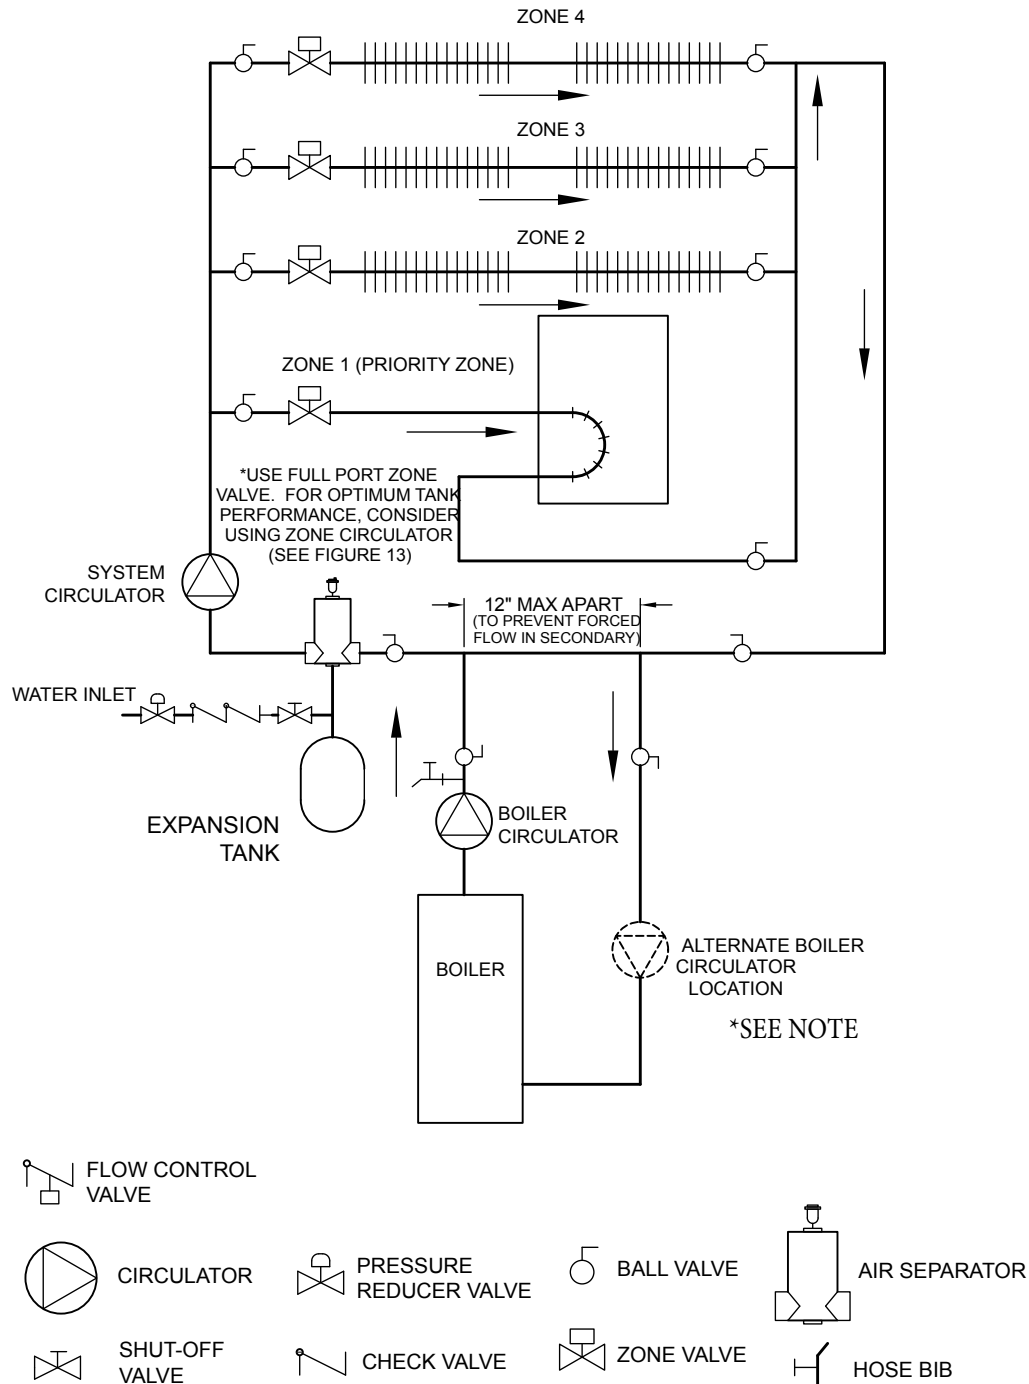 ZONE 4
ZONE 3
ZONE 2
ZONE 1 (PRIORITY ZONE)
*USE FULL PORT ZONE
VALVE. FOR OPTIMUM TANK
PERFORMANCE, CONSIDER
USING ZONE CIRCULATOR
(SEE FIGURE 13)
SYSTEM
CIRCULATOR
12" MAX APART
(TO PREVENT FORCED
FLOW IN SECONDARY)
WATER INLET
EXPANSION
TANK
BOILER
CIRCULATOR
BOILER
ALTERNATE BOILER
CIRCULATOR
LOCATION
*SEE NOTE
FLOW CONTROL
VALVE
CIRCULATOR
PRESSURE
REDUCER VALVE
BALL VALVE
AIR SEPARATOR
SHUT-OFF
VALVE
CHECK VALVE
ZONE VALVE
HOSE BIB